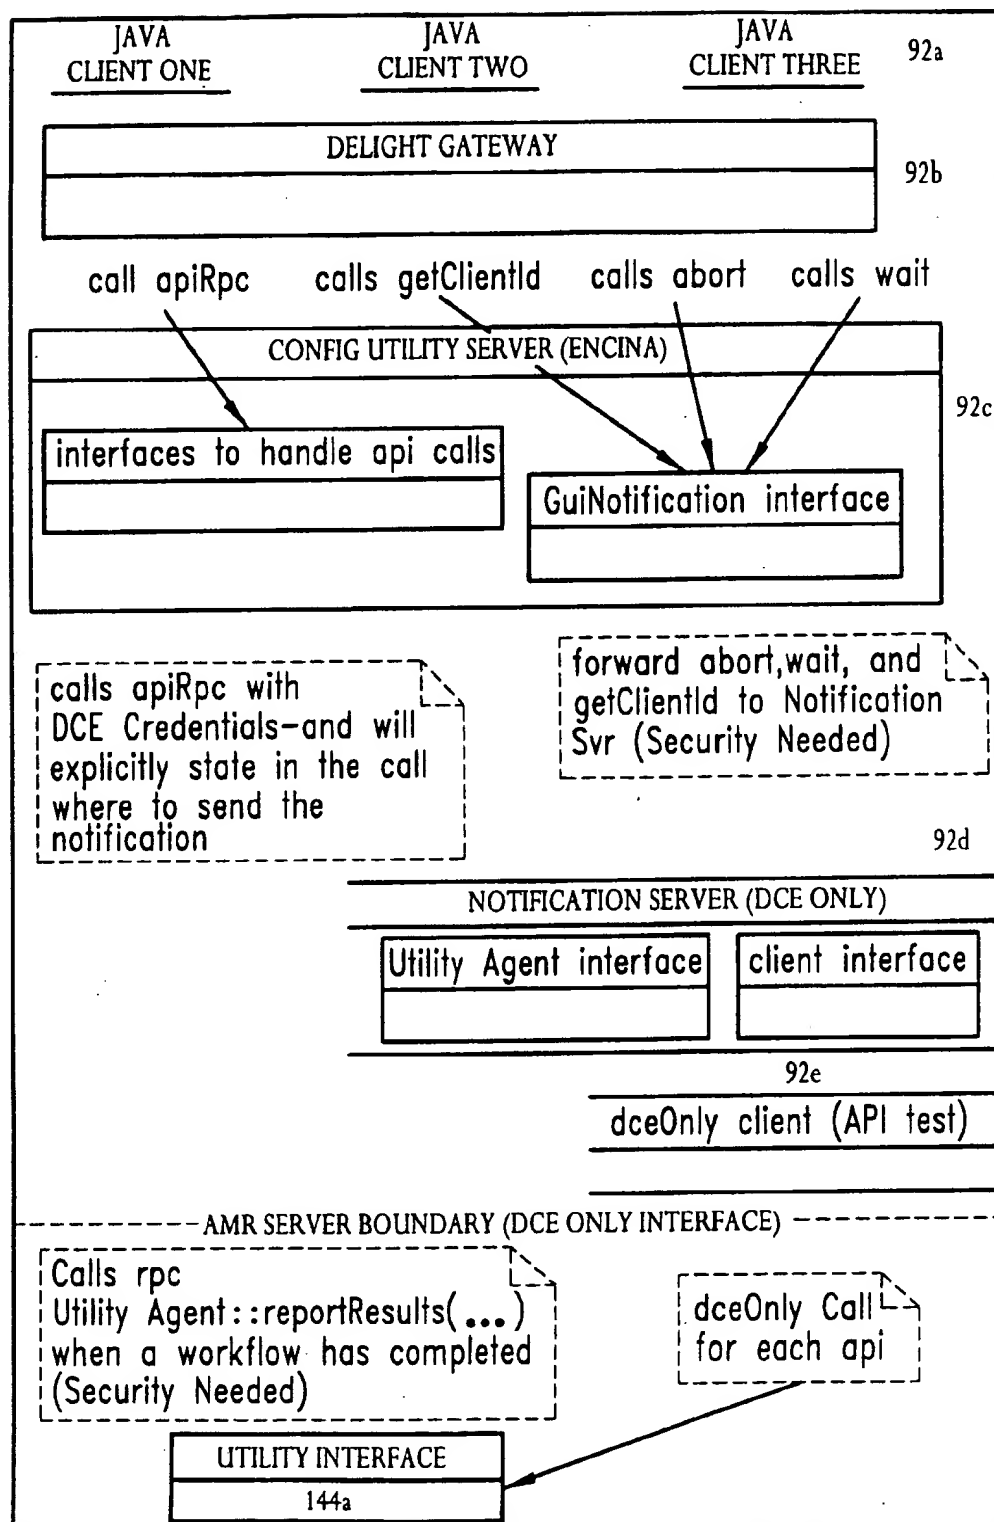 JAVA
CLIENT ONE
JAVA
CLIENT TWO
JAVA
CLIENT THREE
92a
DELIGHT GATEWAY
92b
call apiRpc
calls getClientId
calls abort
calls wait
CONFIG UTILITY SERVER (ENCINA)
92c
interfaces to handle api calls
GuiNotification interface
calls apiRpc with
DCE Credentials-and will
explicitly state in the call
where to send the
notification
forward abort,wait, and
getClientId to Notification
Svr (Security Needed)
92d
NOTIFICATION SERVER (DCE ONLY)
Utility Agent interface
client interface
92e
dceOnly client (API test)
AMR SERVER BOUNDARY (DCE ONLY INTERFACE)
Calls rpc
Utility Agent::reportResults(...)
when a workflow has completed
(Security Needed)
dceOnly Call
for each api
UTILITY INTERFACE
144a